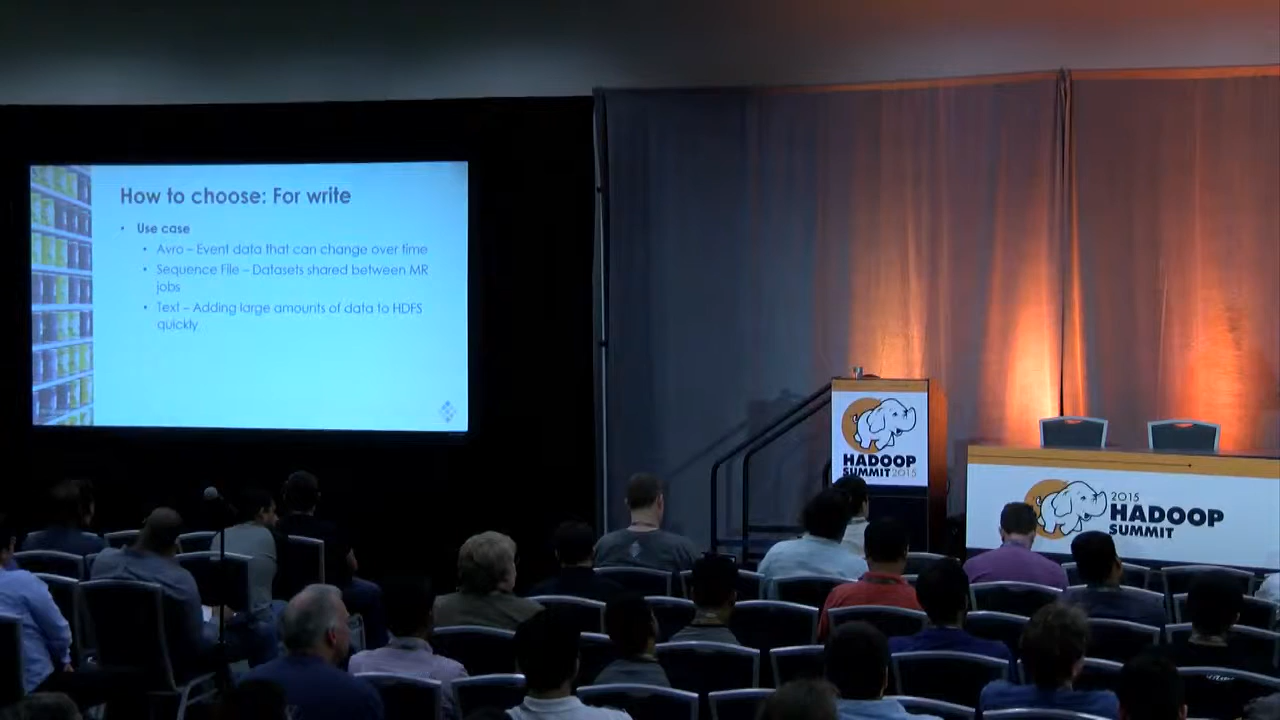 How to choose: For write
• Use case
• Avro – Event data that can change over time
• Sequence File – Datasets shared between MR
jobs
• Text – Adding large amounts of data to HDFS
quickly
HADOOP
SUMMIT 2015
2015
HADOOP
SUMMIT